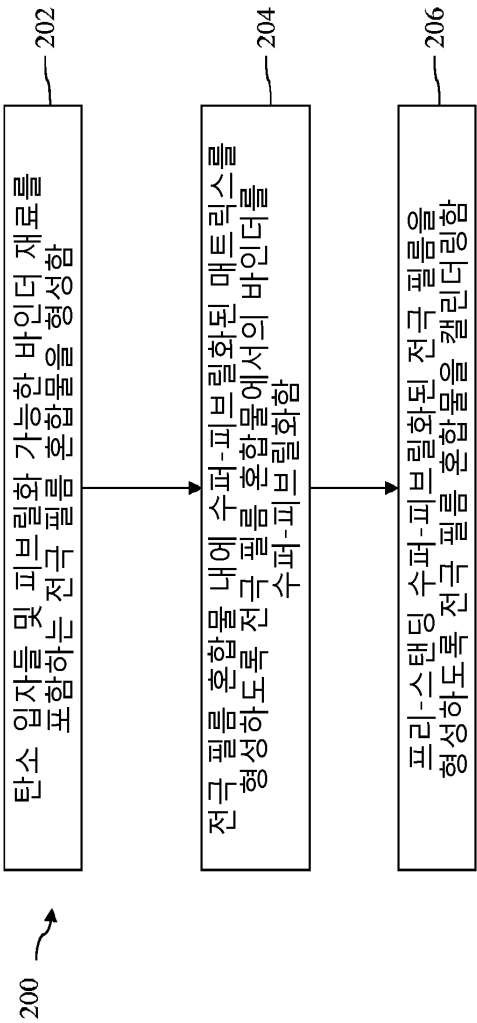 200
202
탄소 입자들 및 피브릴화 가능한 바인더 재료를
포함하는 전극 필름 혼합물을 형성함
204
전극 필름 혼합물 내에 수퍼-피브릴화된 매트릭스를
형성하도록 전극 필름 혼합물에서의 바인더를
수퍼-피브릴화함
206
프리-스탠딩 수퍼-피브릴화된 전극 필름을
형성하도록 전극 필름 혼합물을 캘린더링함